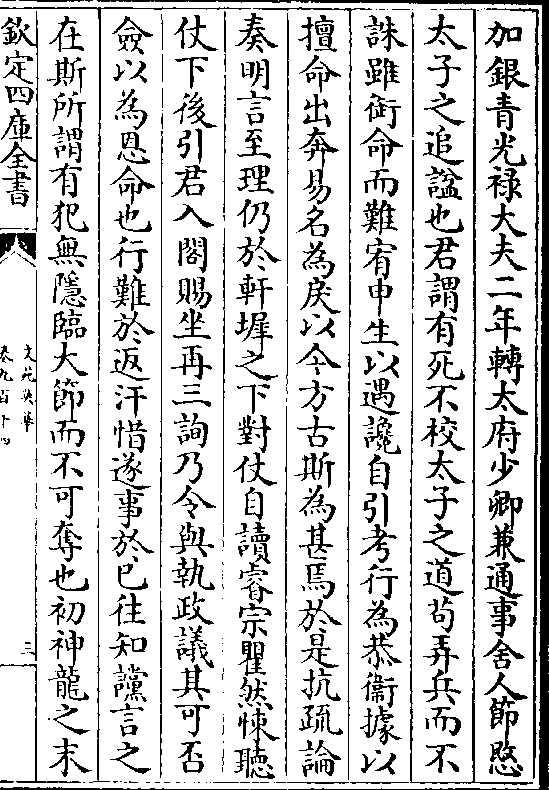 加銀青光祿大夫二年轉太府少卿兼通事舍人節愍
太子之追謚也君謂有死不校太子之道苟弄兵而不
誅雖銜命而難宥申生以遇讒自引考行為恭衞據以
擅命出奔易名為戾以今方古斯為甚焉於是抗疏論
奏明言至理仍於軒墀之下對仗自讀睿宗瞿然悚聽
仗下後引君入閤賜坐再三詢乃令與執政議其可否
僉以為恩命也行難於返汗惜遂事於已往知讜言之
在斯所謂有犯無隱臨大節而不可奪也初神龍之末
欽定四庫全書
文苑英華
卷九百十四
三